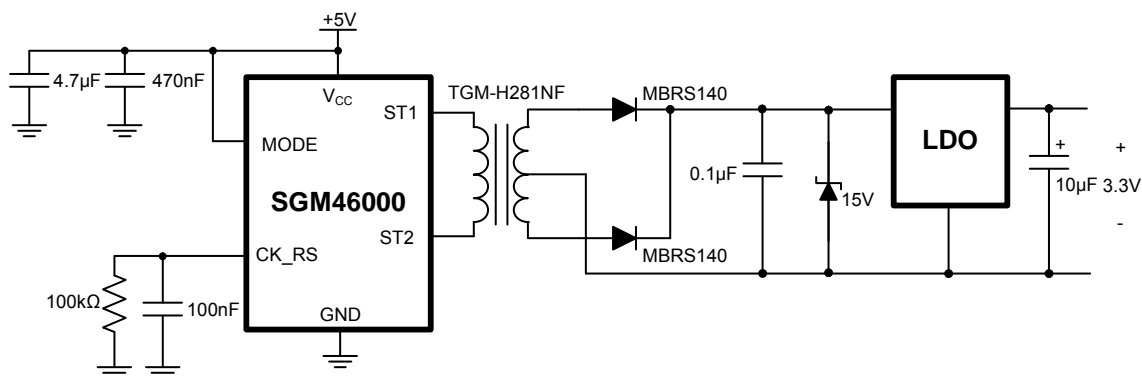 +5V
4.7μF
470nF
V_CC
ST1
TGM-H281NF
MBRS140
MODE
SGM46000
0.1μF
15V
LDO
+
10μF
+
3.3V
-
ST2
MBRS140
CK_RS
100kΩ
100nF
GND